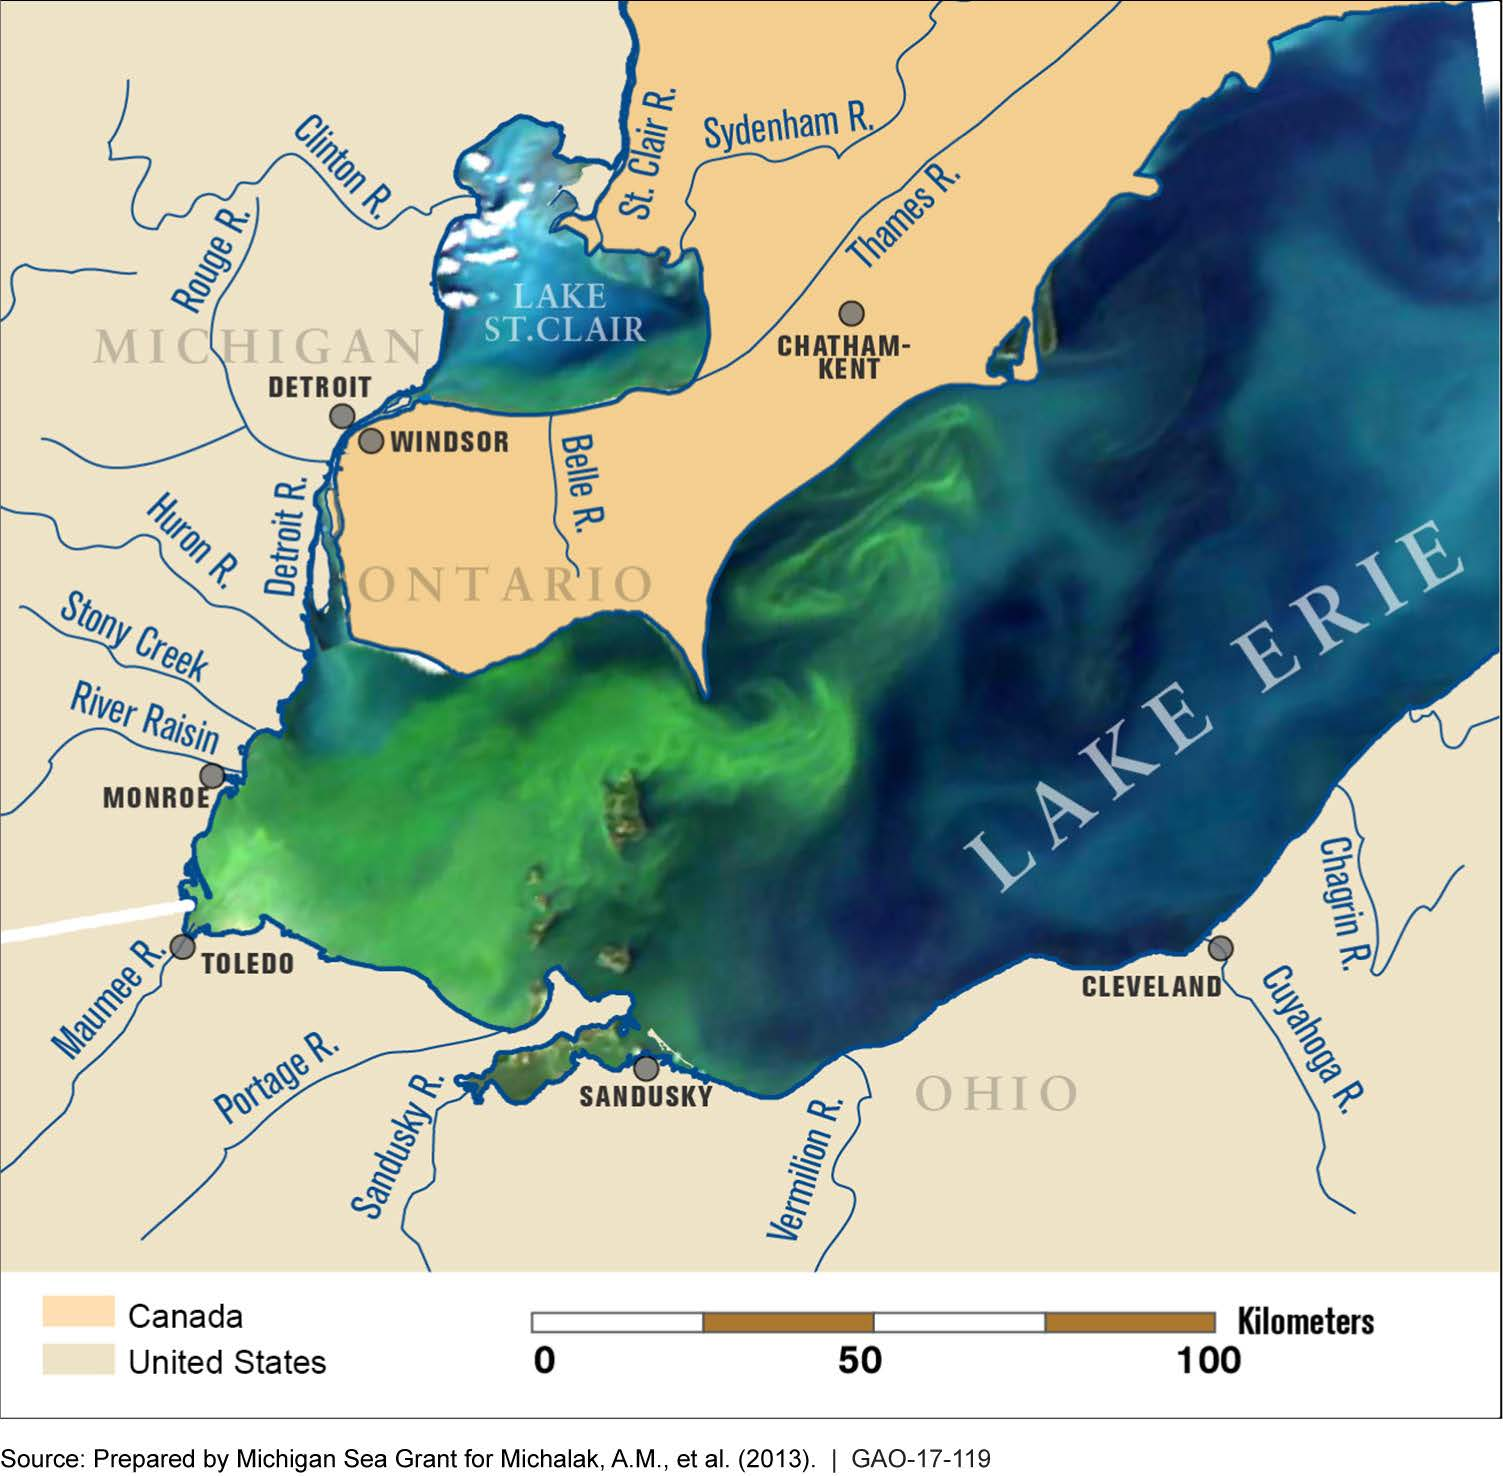 Clinton R.
St. Clair R.
Sydenham R.
Thames R.
Rouge R.
LAKE
ST.CLAIR
MICHIGAN
CHATHAM-
KENT
DETROIT
WINDSOR
Belle R.
Detroit R.
Huron R.
ONTARIO
Stony Creek
River Raisin
MONROE
LAKE ERIE
Chagrin R.
TOLEDO
Maumee R.
CLEVELAND
Cuyahoga R.
Portage R.
Sandusky R.
SANDUSKY
Vermilion R.
OHIO
Canada
United States
Kilometers
0 50 100
Source: Prepared by Michigan Sea Grant for Michalak, A.M., et al. (2013). | GAO-17-119